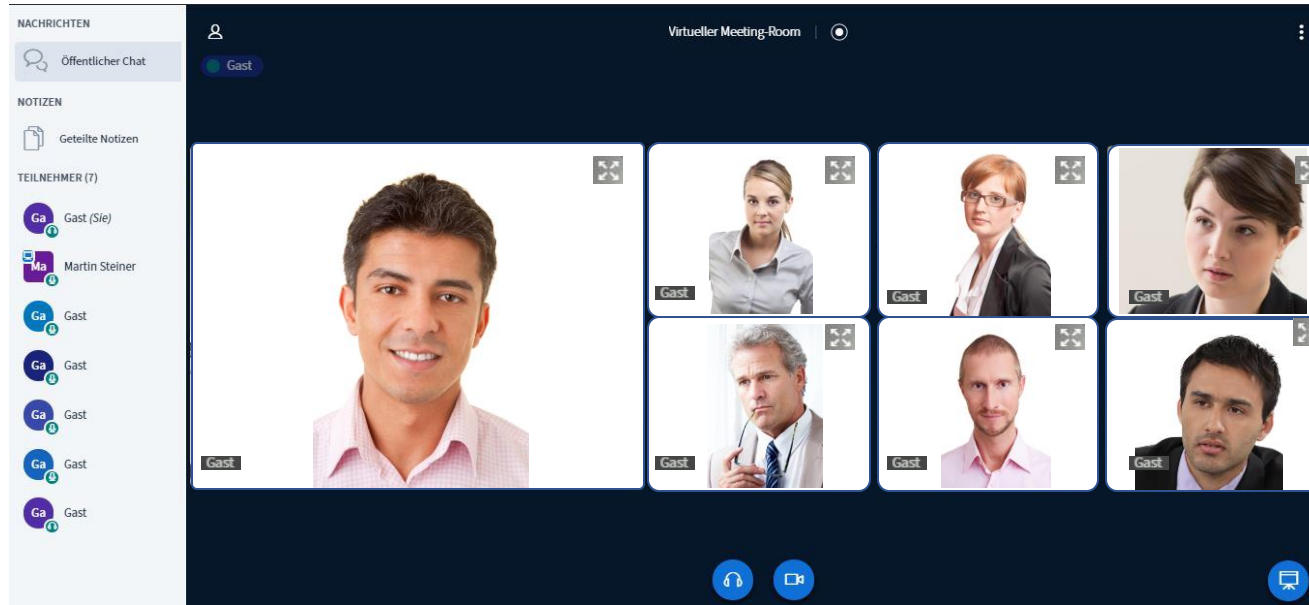 NACHRICHTEN
Öffentlicher Chat
NOTIZEN
Geteilte Notizen
TEILNEHMER (7)
Ga Gast (Sie)
Ma Martin Steiner
Ga Gast
Ga Gast
Ga Gast
Ga Gast
Ga Gast
Virtueller Meeting-Room
Gast
Gast
Gast
Gast
Gast
Gast
Gast
Gast